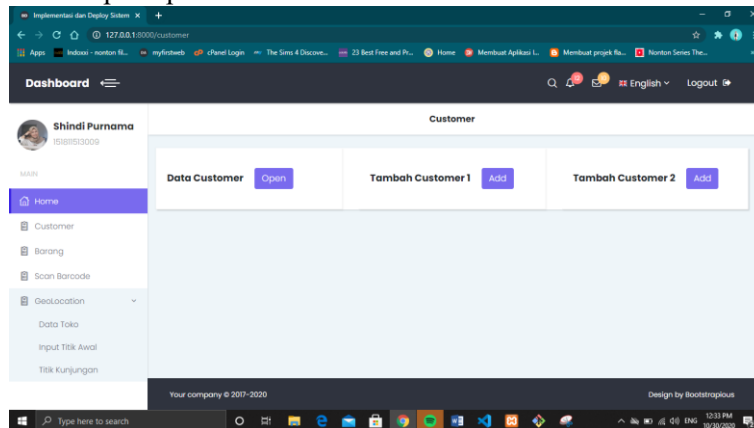 Implementasi dan Deploy Sistem
127.0.0.1:8000/customer
Apps
Indoxxi - nonton fil...
myfirstweb
cPanel Login
The Sims 4 Discove...
23 Best Free and Pr...
Home
Membuat Aplikasi L...
Membuat projek fla...
Nonton Series The...
Dashboard
English
Logout
Shindi Purnama
151811513009
Customer
MAIN
Data Customer Open
Tambah Customer 1 Add
Tambah Customer 2 Add
Home
Customer
Barang
Scan Barcode
GeoLocation
Data Toko
Input Titik Awal
Titik Kunjungan
Your company © 2017-2020
Design by Bootstrapious
Type here to search
ENG
12:33 PM
10/30/2020